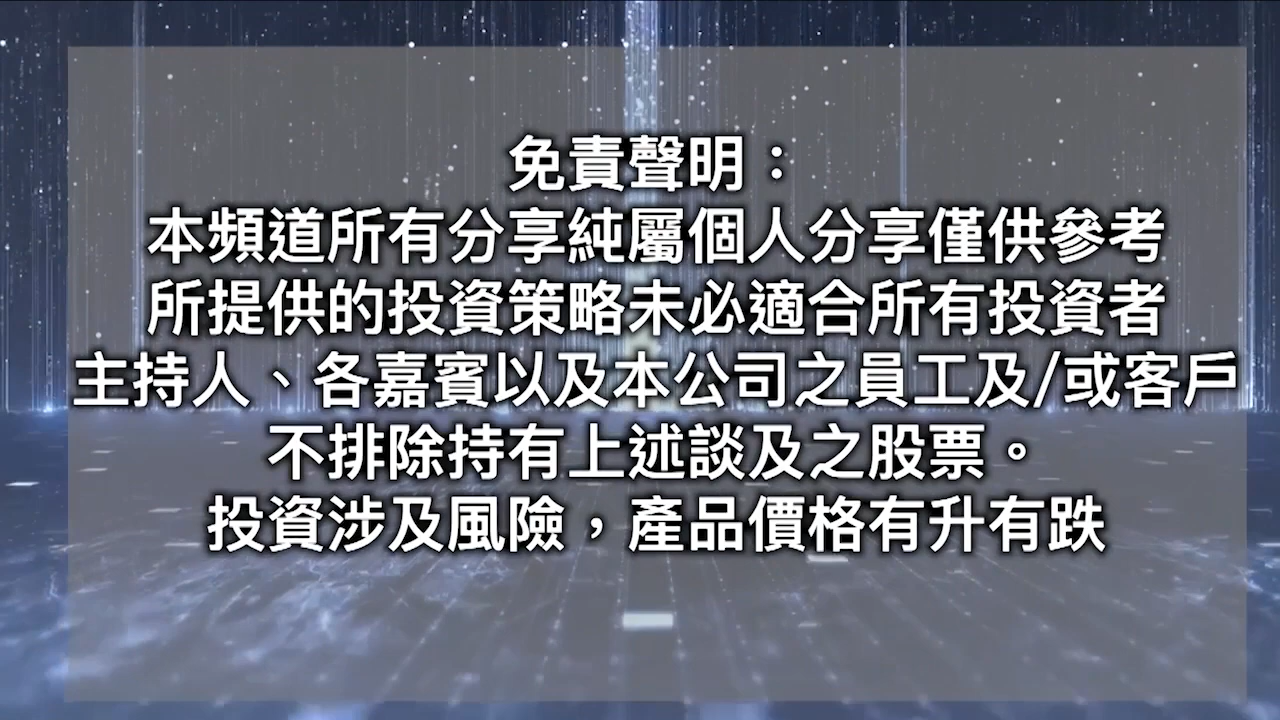 免責聲明：
本頻道所有分享純屬個人分享僅供參考
所提供的投資策略未必適合所有投資者
主持人、各嘉賓以及本公司之員工及/或客戶
不排除持有上述談及之股票。
投資涉及風險，產品價格有升有跌